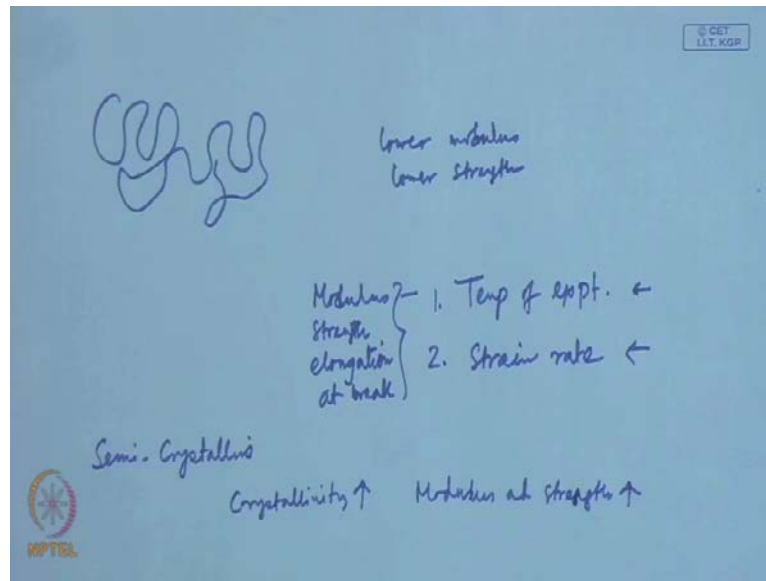 © CET
I.I.T. KGP
lower modulus
lower strength
Modulus 1. Temp of expt. ←
Strength
elongation 2. Strain rate ←
at break
Semi-Crystalline
Crystallinity ↑ Modulus and strength ↑
NPTEL